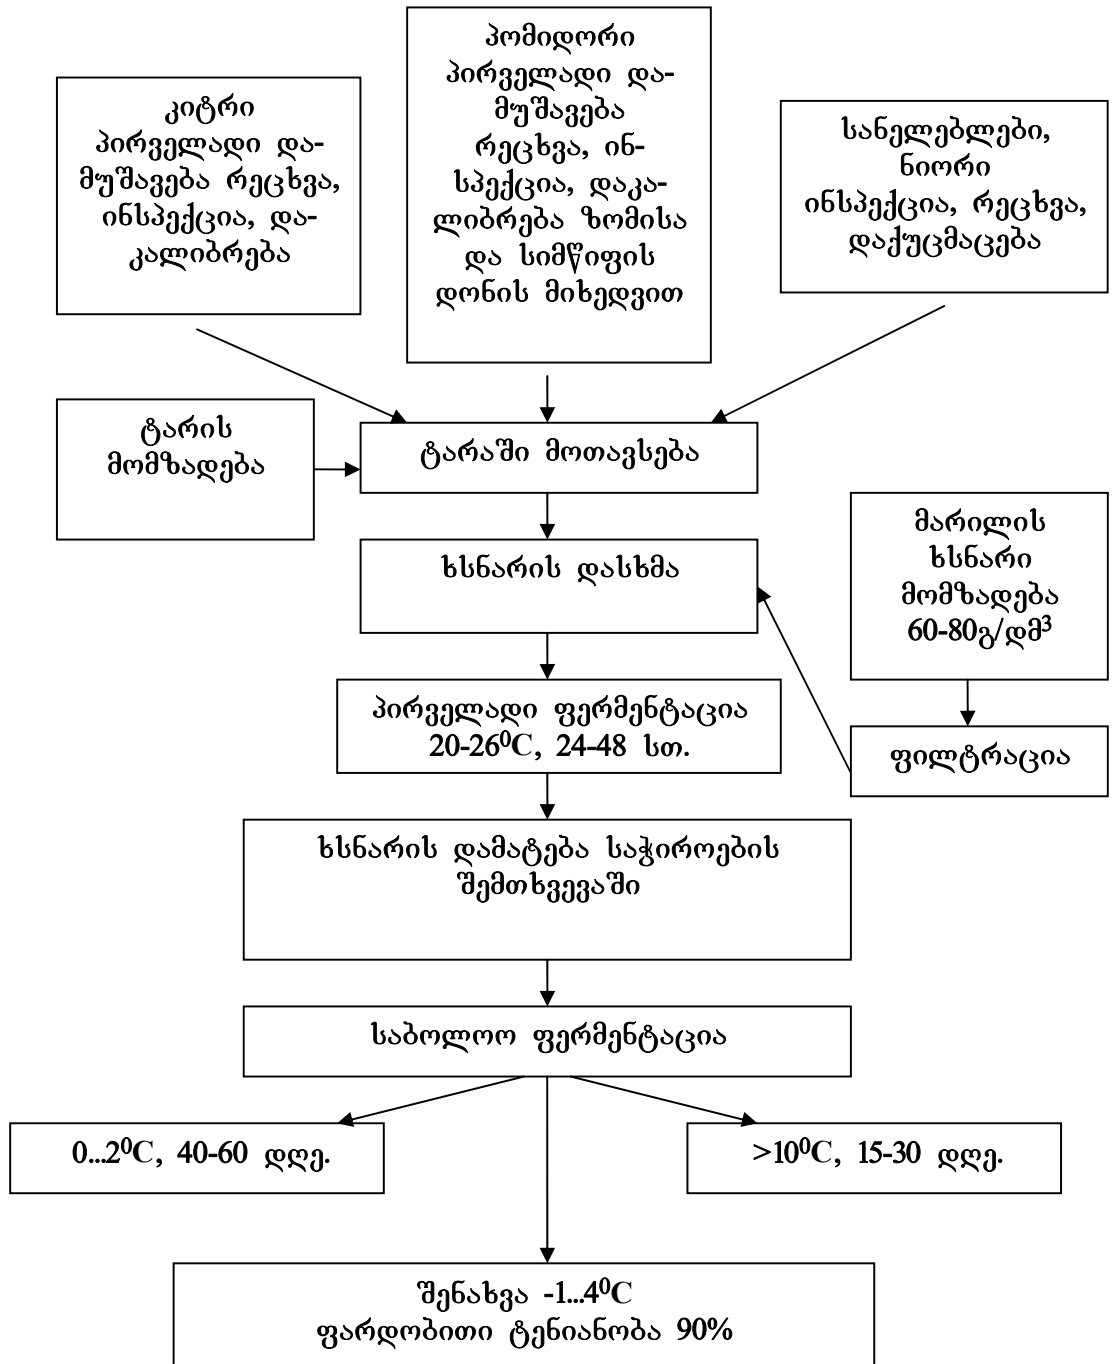 კიტრი
პირველადი და-
მუშავება რეცხვა,
ინსპექცია, და-
კალიბრება
პომიდორი
პირველადი და-
მუშავება
რეცხვა, ინ-
სპექცია, დაკა-
ლიბრება ზომისა
და სიმწიფის
დონის მიხედვით
სანელებლები,
ნიორი
ინსპექცია, რეცხვა,
დაქუცმაცება
ტარის
მომზადება
ტარაში მოთავსება
ხსნარის დასხმა
მარილის
ხსნარი
მომზადება
60-80გ/დმ³
ფილტრაცია
პირველადი ფერმენტაცია
20-26⁰C, 24-48 სთ.
ხსნარის დამატება საჭიროების
შემთხვევაში
საბოლოო ფერმენტაცია
0...2⁰C, 40-60 დღე.
>10⁰C, 15-30 დღე.
შენახვა -1...4⁰C
ფარდობითი ტენიანობა 90%